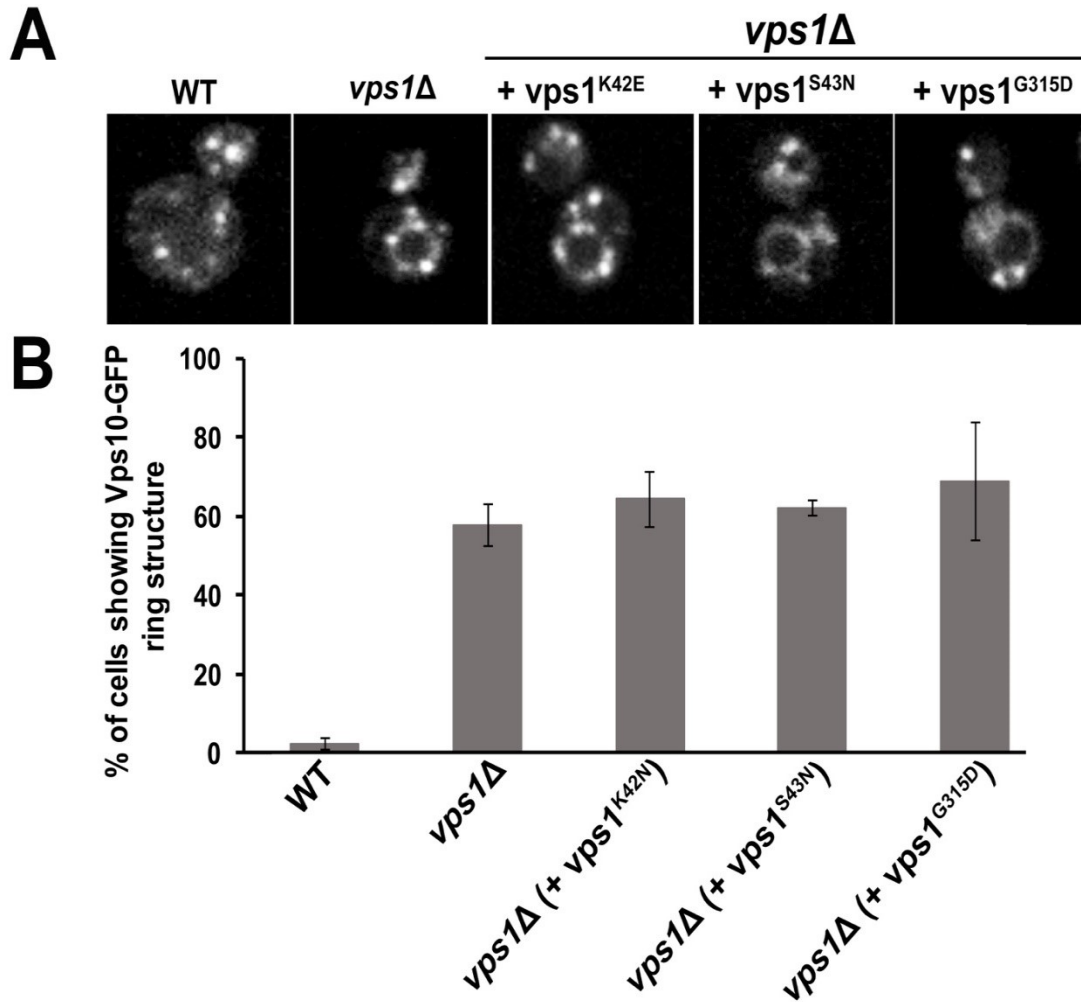 A
vps1Δ
WT vps1Δ + vps1K42E + vps1S43N + vps1G315D
B
% of cells showing Vps10-GFP
ring structure
100
80
60
40
20
0
WT
vps1Δ
vps1Δ (+ vps1K42N)
vps1Δ (+ vps1S43N)
vps1Δ (+ vps1G315D)